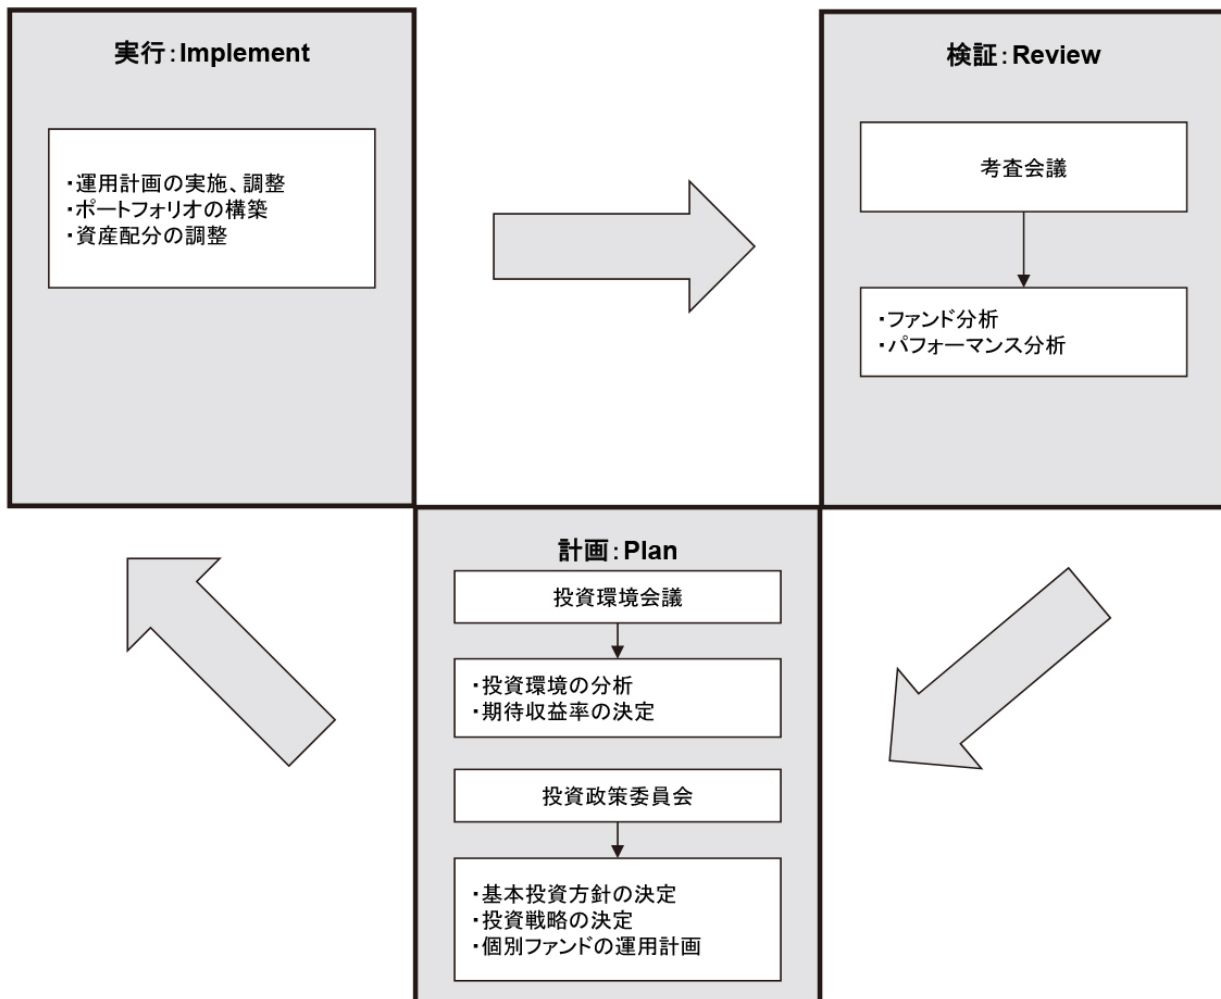 実行：Implement
・運用計画の実施、調整
・ポートフォリオの構築
・資産配分の調整
検証：Review
考査会議
・ファンド分析
・パフォーマンス分析
計画：Plan
投資環境会議
・投資環境の分析
・期待収益率の決定
投資政策委員会
・基本投資方針の決定
・投資戦略の決定
・個別ファンドの運用計画